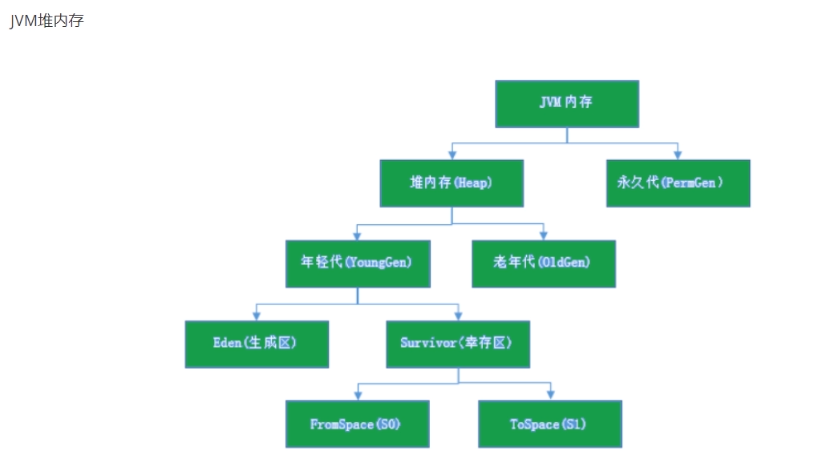 JVM堆内存
JVM内存
堆内存(Heap)
永久代(PermGen)
年轻代(YoungGen)
老年代(OldGen)
Eden(生成区)
Survivor(幸存区)
FromSpace(S0)
ToSpace(S1)